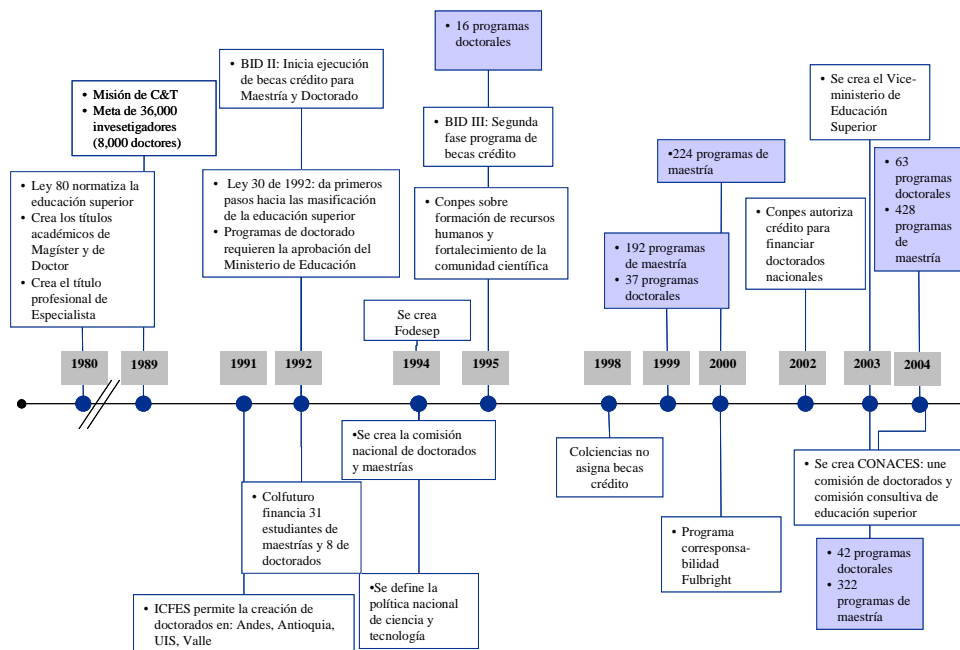 • 16 programas
doctorales
• BID II: Inicia ejecución
de becas crédito para
Maestría y Doctorado
• Misión de C&T
• Meta de 36,000
invesetigadores
(8,000 doctores)
• BID III: Segunda
fase programa de
becas crédito
• Se crea el Vice-
ministerio de
Educación
Superior
•224 programas de
maestría
• 63
programas
doctorales
• 428
programas
de
maestría
• Ley 80 normatiza la
educación superior
• Crea los títulos
académicos de
Magíster y de
Doctor
• Crea el título
profesional de
Especialista
• Ley 30 de 1992: da primeros
pasos hacia las masificación
de la educación superior
• Programas de doctorado
requieren la aprobación del
Ministerio de Educación
• Conpes sobre
formación de recursos
humanos y
fortalecimiento de la
comunidad científica
• 192 programas
de maestría
• 37 programas
doctorales
• Conpes autoriza
crédito para
financiar
doctorados
nacionales
Se crea
Fodesep
1980
1989
1991
1992
1994
1995
1998
1999
2000
2002
2003
2004
•Se crea la comisión
nacional de doctorados
y maestrías
Colciencias no
asigna becas
crédito
• Se crea CONACES: une
comisión de doctorados y
comisión consultiva de
educación superior
• Colfuturo
financia 31
estudiantes de
maestrías y 8 de
doctorados
• Programa
corresponsa-
bilidad
Fulbright
• 42 programas
doctorales
• 322
programas de
maestría
•Se define la
política nacional
de ciencia y
tecnología
• ICFES permite la creación de
doctorados en: Andes, Antioquia,
UIS, Valle